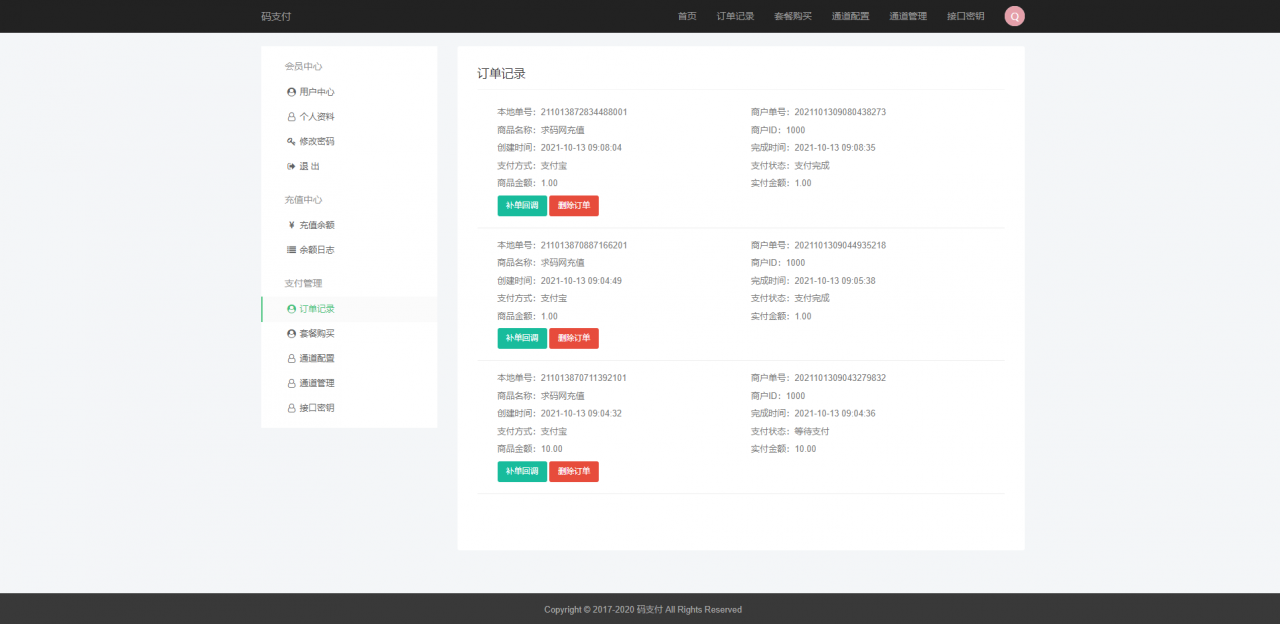 码支付
首页 订单记录 套餐购买 通道配置 通道管理 接口密钥 Q
会员中心
用户中心
个人资料
修改密码
退 出
充值中心
¥ 充值余额
余额日志
支付管理
订单记录
套餐购买
通道配置
通道管理
接口密钥
订单记录
本地单号：211013872834488001 商户单号：2021101309080438273
商品名称：求码网充值 商户ID：1000
创建时间：2021-10-13 09:08:04 完成时间：2021-10-13 09:08:35
支付方式：支付宝 支付状态：支付完成
商品金额：1.00 实付金额：1.00
补单回调 删除订单
本地单号：211013870887166201 商户单号：2021101309044935218
商品名称：求码网充值 商户ID：1000
创建时间：2021-10-13 09:04:49 完成时间：2021-10-13 09:05:38
支付方式：支付宝 支付状态：支付完成
商品金额：1.00 实付金额：1.00
补单回调 删除订单
本地单号：211013870711392101 商户单号：2021101309043279832
商品名称：求码网充值 商户ID：1000
创建时间：2021-10-13 09:04:32 完成时间：2021-10-13 09:04:36
支付方式：支付宝 支付状态：等待支付
商品金额：10.00 实付金额：10.00
补单回调 删除订单
Copyright © 2017-2020 码支付 All Rights Reserved